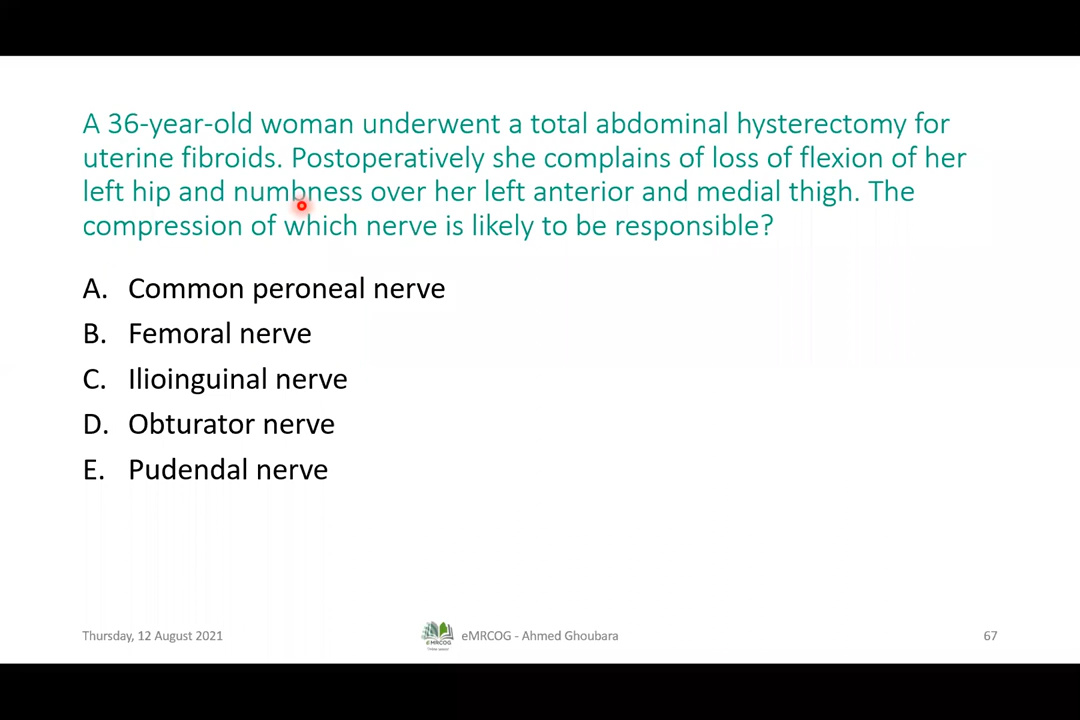 A 36-year-old woman underwent a total abdominal hysterectomy for
uterine fibroids. Postoperatively she complains of loss of flexion of her
left hip and numbness over her left anterior and medial thigh. The
compression of which nerve is likely to be responsible?
A. Common peroneal nerve
B. Femoral nerve
C. Ilioinguinal nerve
D. Obturator nerve
E. Pudendal nerve
Thursday, 12 August 2021
eMRCOG - Ahmed Ghoubara
67